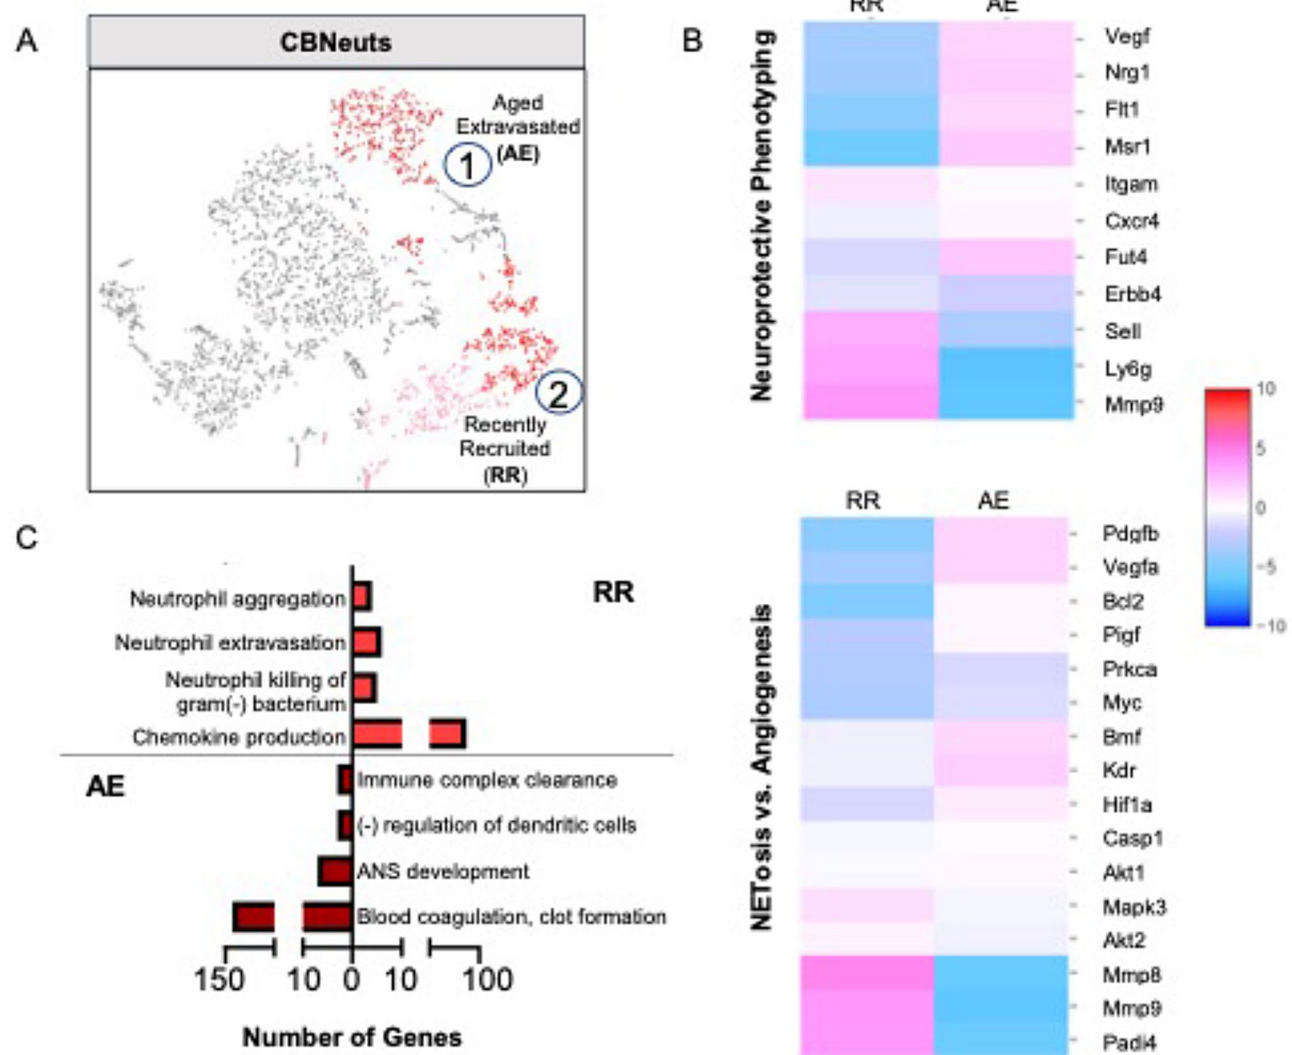 A
CBNeuts
Aged
Extravasated
(AE)
1
2
Recently
Recruited
(RR)
B
RR AE
Neuroprotective Phenotyping
Vegf
Nrg1
Flt1
Msr1
Itgam
Cxcr4
Fut4
Erbb4
Sell
Ly6g
Mmp9
10
5
0
−5
−10
RR AE
NETosis vs. Angiogenesis
Pdgfb
Vegfa
Bcl2
Pigf
Prkca
Myc
Bmf
Kdr
Hif1a
Casp1
Akt1
Mapk3
Akt2
Mmp8
Mmp9
Padi4
C
RR
Neutrophil aggregation
Neutrophil extravasation
Neutrophil killing of
gram(-) bacterium
Chemokine production
AE
Immune complex clearance
(-) regulation of dendritic cells
ANS development
Blood coagulation, clot formation
150 10 0 10 100
Number of Genes